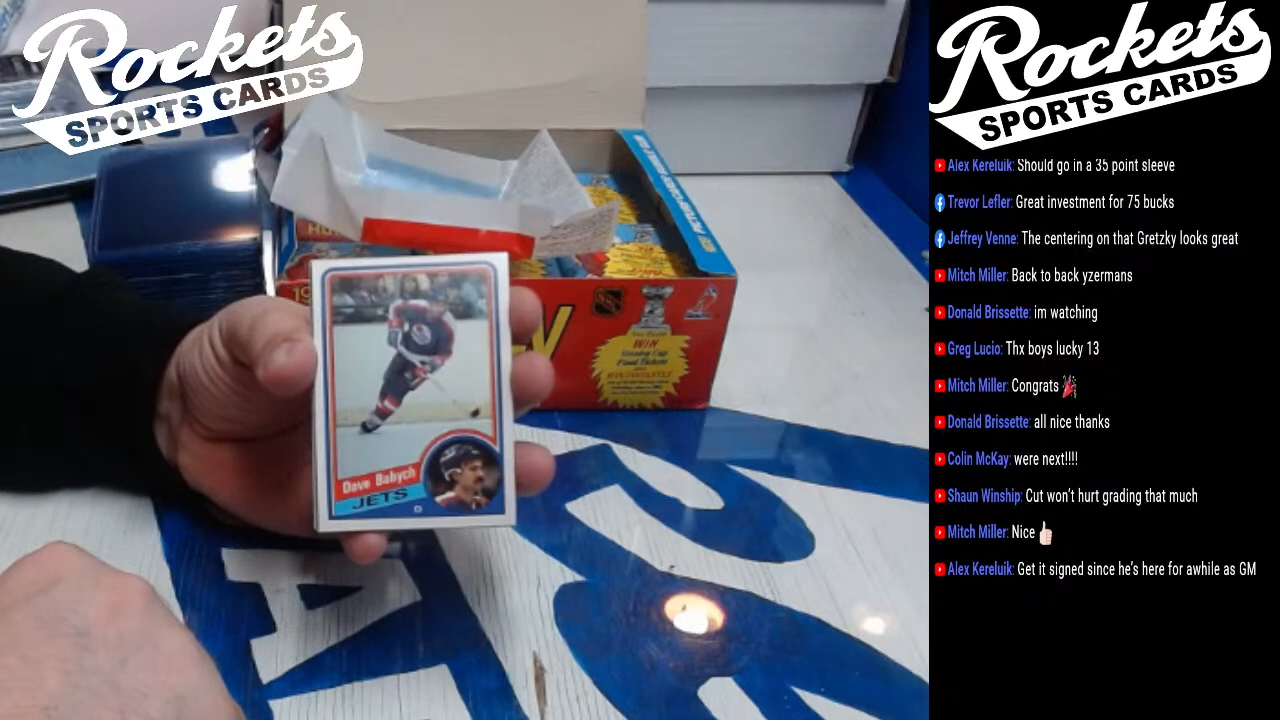 Rockets
SPORTS CARDS
Rockets
SPORTS CARDS
Alex Kereluik: Should go in a 35 point sleeve
Trevor Lefler: Great investment for 75 bucks
Jeffrey Venne: The centering on that Gretzky looks great
Mitch Miller: Back to back yzermans
Donald Brissette: im watching
Greg Lucio: Thx boys lucky 13
Mitch Miller: Congrats 🎉
Donald Brissette: all nice thanks
Colin McKay: were next!!!!
Shaun Winship: Cut won't hurt grading that much
Mitch Miller: Nice 👍🏻
Alex Kereluik: Get it signed since he's here for awhile as GM
WIN
Stanley Cup
Final Tickets
Dave Babych
JETS